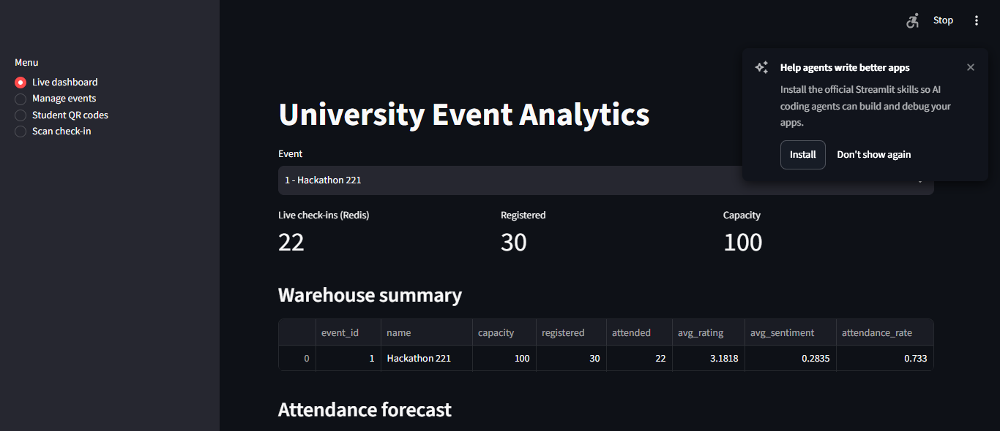 Stop
Menu
Live dashboard
Manage events
Student QR codes
Scan check-in
Help agents write better apps
Install the official Streamlit skills so AI
coding agents can build and debug your
apps.
Install Don't show again
University Event Analytics
Event
1 - Hackathon 221
Live check-ins (Redis) Registered Capacity
22 30 100
Warehouse summary
event_id name capacity registered attended avg_rating avg_sentiment attendance_rate
0 1 Hackathon 221 100 30 22 3.1818 0.2835 0.733
Attendance forecast